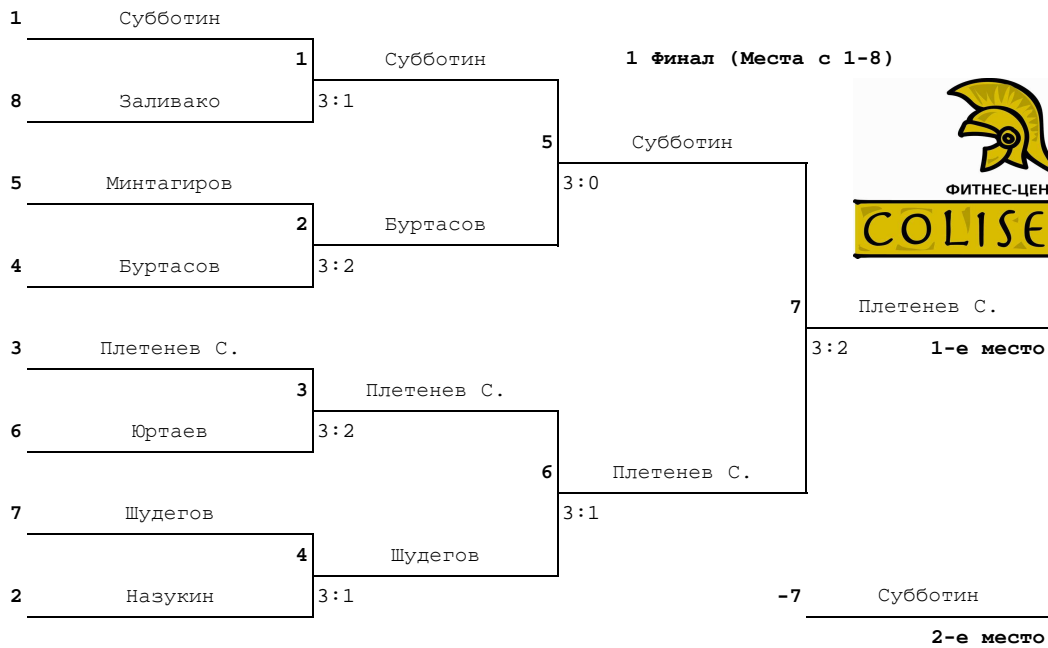 1 Субботин
1 Субботин 1 Финал (Места с 1-8)
8 Заливако 3:1
5 Субботин
5 Минтагиров 3:0
ФИТНЕС-ЦЕН
2 Буртасов
COLISE
4 Буртасов 3:2
7 Плетенев С.
3 Плетенев С. 3:2 1-е место
3 Плетенев С.
6 Юртаев 3:2
6 Плетенев С.
7 Шудегов 3:1
4 Шудегов
2 Назукин 3:1 -7 Субботин
2-е место